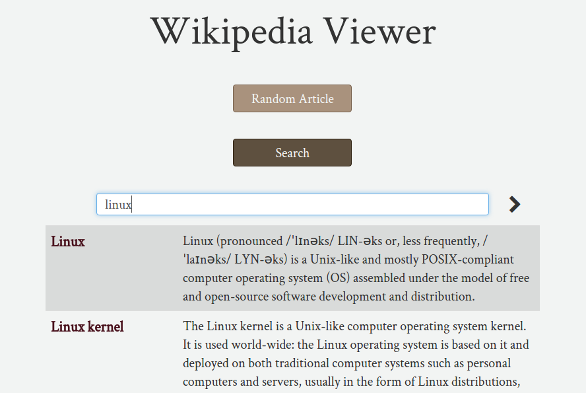 Wikipedia Viewer
Random Article
Search
linux
Linux
Linux (pronounced /ˈlɪnəks/ LIN-əks or, less frequently, /
ˈlaɪnəks/ LYN-əks) is a Unix-like and mostly POSIX-compliant
computer operating system (OS) assembled under the model of free
and open-source software development and distribution.
Linux kernel
The Linux kernel is a Unix-like computer operating system kernel.
It is used world-wide: the Linux operating system is based on it and
deployed on both traditional computer systems such as personal
computers and servers, usually in the form of Linux distributions,